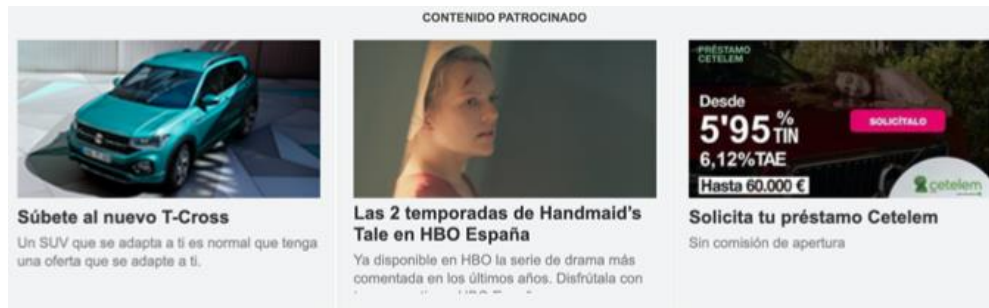 CONTENIDO PATROCINADO
Súbete al nuevo T-Cross
Un SUV que se adapta a ti es normal que tenga
una oferta que se adapte a ti.
Las 2 temporadas de Handmaid's
Tale en HBO España
Ya disponible en HBO la serie de drama más
comentada en los últimos años. Disfrútala con
PRÉSTAMO
CETELEM
Desde
5'95 % TIN
SOLICÍTALO
6,12%TAE
Hasta 60.000 €
cetelem
Solicita tu préstamo Cetelem
Sin comisión de apertura